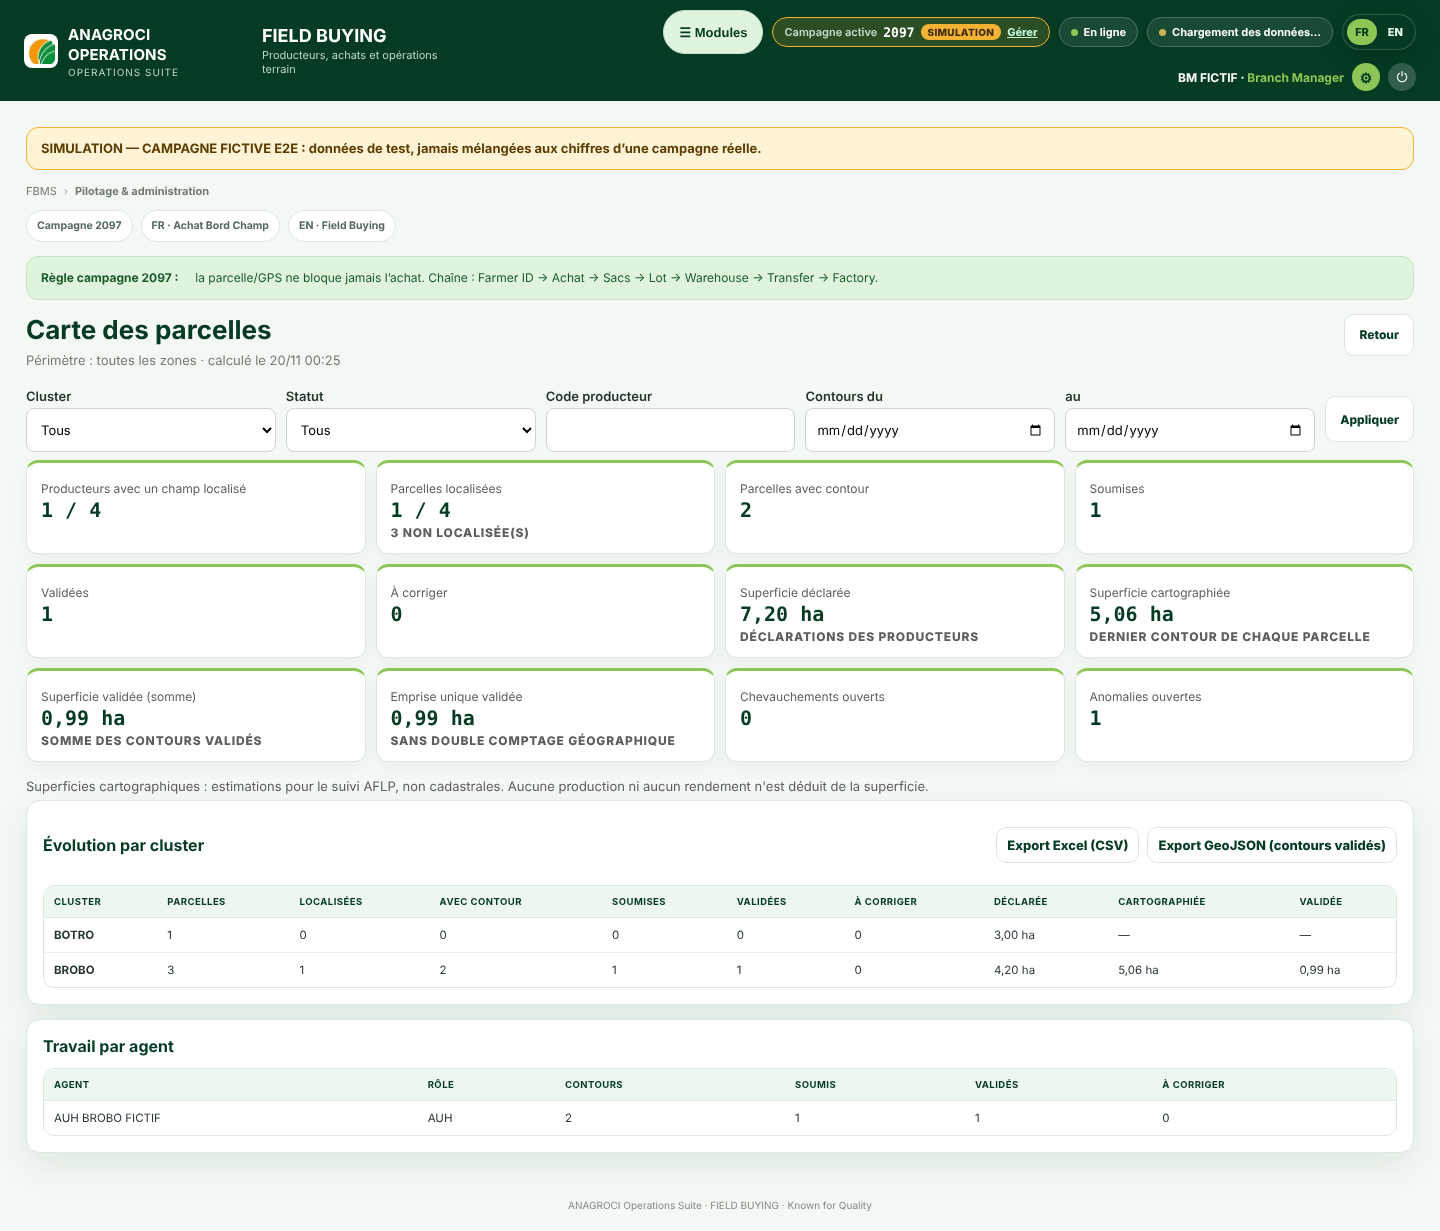 ANAGROCI
OPERATIONS
OPERATIONS SUITE
FIELD BUYING
Producteurs, achats et opérations
terrain
☰ Modules
Campagne active 2097 SIMULATION Gérer
En ligne
Chargement des données...
FR EN
BM FICTIF · Branch Manager
SIMULATION — CAMPAGNE FICTIVE E2E : données de test, jamais mélangées aux chiffres d’une campagne réelle.
FBMS › Pilotage & administration
Campagne 2097
FR · Achat Bord Champ
EN · Field Buying
Règle campagne 2097 : la parcelle/GPS ne bloque jamais l’achat. Chaîne : Farmer ID → Achat → Sacs → Lot → Warehouse → Transfer → Factory.
Carte des parcelles
Retour
Périmètre : toutes les zones · calculé le 20/11 00:25
Cluster Statut Code producteur Contours du au
Tous Tous mm/dd/yyyy mm/dd/yyyy Appliquer
Producteurs avec un champ localisé
1 / 4
Parcelles localisées
1 / 4
3 NON LOCALISÉE(S)
Parcelles avec contour
2
Soumises
1
Validées
1
À corriger
0
Superficie déclarée
7,20 ha
DÉCLARATIONS DES PRODUCTEURS
Superficie cartographiée
5,06 ha
DERNIER CONTOUR DE CHAQUE PARCELLE
Superficie validée (somme)
0,99 ha
SOMME DES CONTOURS VALIDÉS
Emprise unique validée
0,99 ha
SANS DOUBLE COMPTAGE GÉOGRAPHIQUE
Chevauchements ouverts
0
Anomalies ouvertes
1
Superficies cartographiques : estimations pour le suivi AFLP, non cadastrales. Aucune production ni aucun rendement n'est déduit de la superficie.
Évolution par cluster
Export Excel (CSV)
Export GeoJSON (contours validés)
CLUSTER PARCELLES LOCALISÉES AVEC CONTOUR SOUMISES VALIDÉES À CORRIGER DÉCLARÉE CARTOGRAPHIÉE VALIDÉE
BOTRO 1 0 0 0 0 0 3,00 ha — —
BROBO 3 1 2 1 1 0 4,20 ha 5,06 ha 0,99 ha
Travail par agent
AGENT RÔLE CONTOURS SOUMIS VALIDÉS À CORRIGER
AUH BROBO FICTIF AUH 2 1 1 0
ANAGROCI Operations Suite · FIELD BUYING · Known for Quality